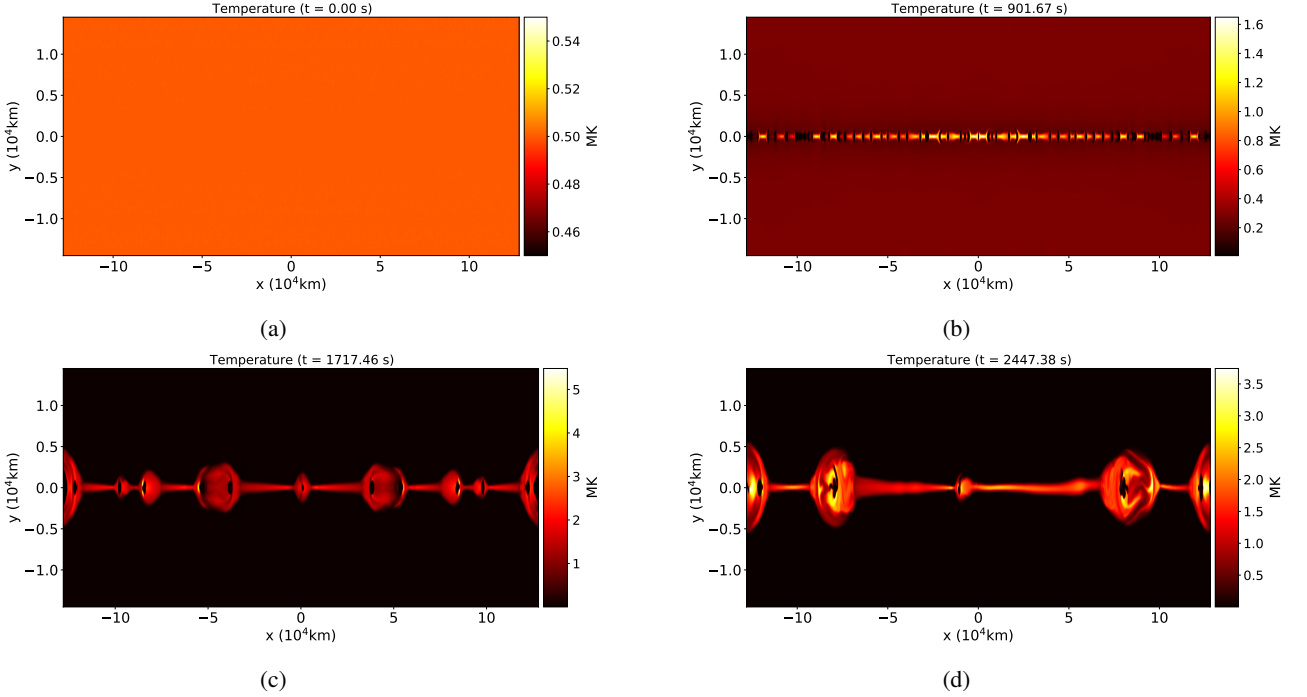 Temperature (t = 0.00 s)
1.0
0.5
0.0
−0.5
−1.0
y (10⁴km)
−10 −5 0 5 10
x (10⁴km)
0.54
0.52
0.50
0.48
0.46
MK
(a)
Temperature (t = 901.67 s)
1.0
0.5
0.0
−0.5
−1.0
y (10⁴km)
−10 −5 0 5 10
x (10⁴km)
1.6
1.4
1.2
1.0
0.8
0.6
0.4
0.2
MK
(b)
Temperature (t = 1717.46 s)
1.0
0.5
0.0
−0.5
−1.0
y (10⁴km)
−10 −5 0 5 10
x (10⁴km)
5
4
3
2
1
MK
(c)
Temperature (t = 2447.38 s)
1.0
0.5
0.0
−0.5
−1.0
y (10⁴km)
−10 −5 0 5 10
x (10⁴km)
3.5
3.0
2.5
2.0
1.5
1.0
0.5
MK
(d)